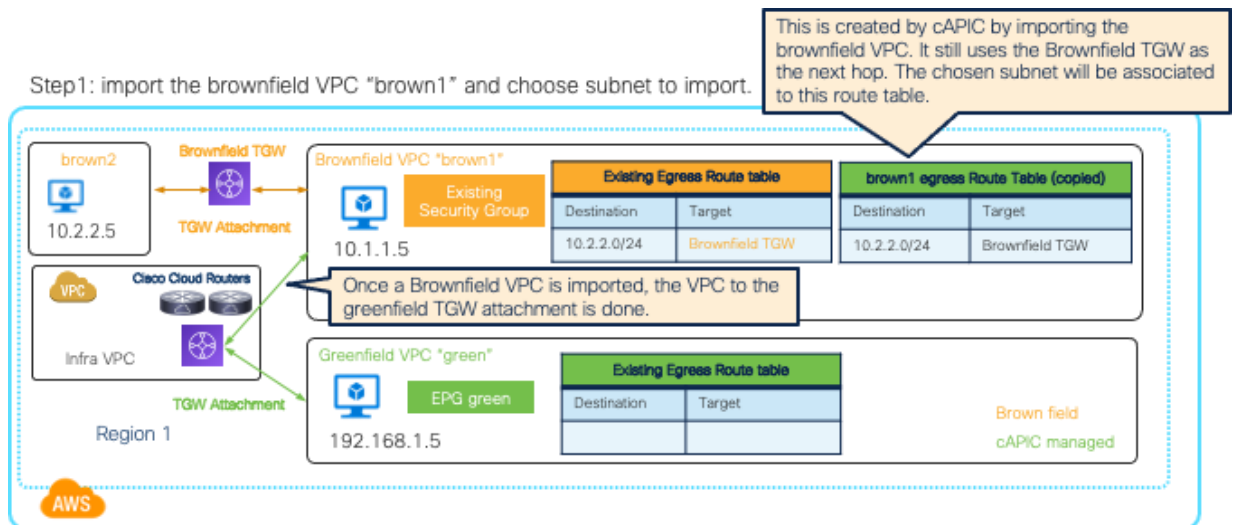 This is created by cAPIC by importing the
brownfield VPC. It still uses the Brownfield TGW as
the next hop. The chosen subnet will be associated
to this route table.
Step1: import the brownfield VPC "brown1" and choose subnet to import.
brown2
10.2.2.5
Brownfield TGW
TGW Attachment
Brownfield VPC "brown1"
10.1.1.5
Existing
Security Group
Existing Egress Route table
Destination
Target
10.2.2.0/24
Brownfield TGW
brown1 egress Route Table (copied)
Destination
Target
10.2.2.0/24
Brownfield TGW
VPC
Cisco Cloud Routers
Infra VPC
Once a Brownfield VPC is imported, the VPC to the
greenfield TGW attachment is done.
TGW Attachment
Region 1
Greenfield VPC "green"
192.168.1.5
EPG green
Existing Egress Route table
Destination
Target
Brown field
cAPIC managed
AWS